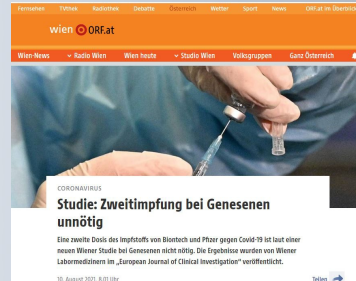 Fernsehen TVthek Radiothek Debatte Österreich Wetter Sport News ORF.at im Überblick
wien ORF.at
Wien-News Radio Wien Wien heute Studio Wien Volksgruppen Ganz Österreich
CORONAVIRUS
Studie: Zweitimpfung bei Genesenen
unnötig
Eine zweite Dosis des Impfstoffs von Biontech und Pfizer gegen Covid-19 ist laut einer
neuen Wiener Studie bei Genesenen nicht nötig. Die Ergebnisse wurden von Wiener
Labormedizinern im „European Journal of Clinical Investigation“ veröffentlicht.
10. August 2021, 8.01 Uhr Teilen